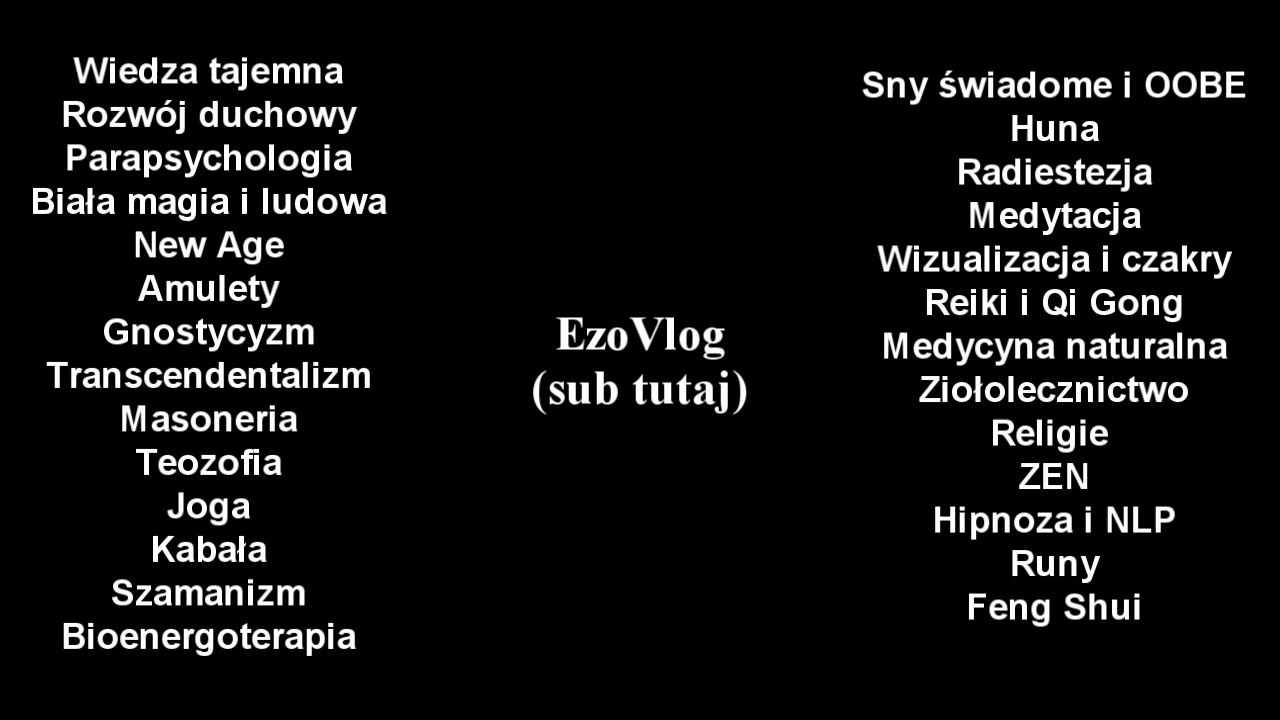 Wiedza tajemna
Rozwój duchowy
Parapsychologia
Biała magia i ludowa
New Age
Amulety
Gnostycyzm
Transcendentalizm
Masoneria
Teozofia
Joga
Kabała
Szamanizm
Bioenergoterapia
EzoVlog
(sub tutaj)
Sny świadome i OOBE
Huna
Radiestezja
Medytacja
Wizualizacja i czakry
Reiki i Qi Gong
Medycyna naturalna
Ziołolecznictwo
Religie
ZEN
Hipnoza i NLP
Runy
Feng Shui